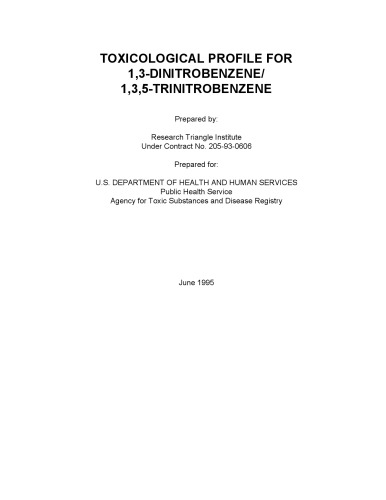 TOXICOLOGICAL PROFILE FOR
1,3-DINITROBENZENE/
1,3,5-TRINITROBENZENE
Prepared by:
Research Triangle Institute
Under Contract No. 205-93-0606
Prepared for:
U.S. DEPARTMENT OF HEALTH AND HUMAN SERVICES
Public Health Service
Agency for Toxic Substances and Disease Registry
June 1995